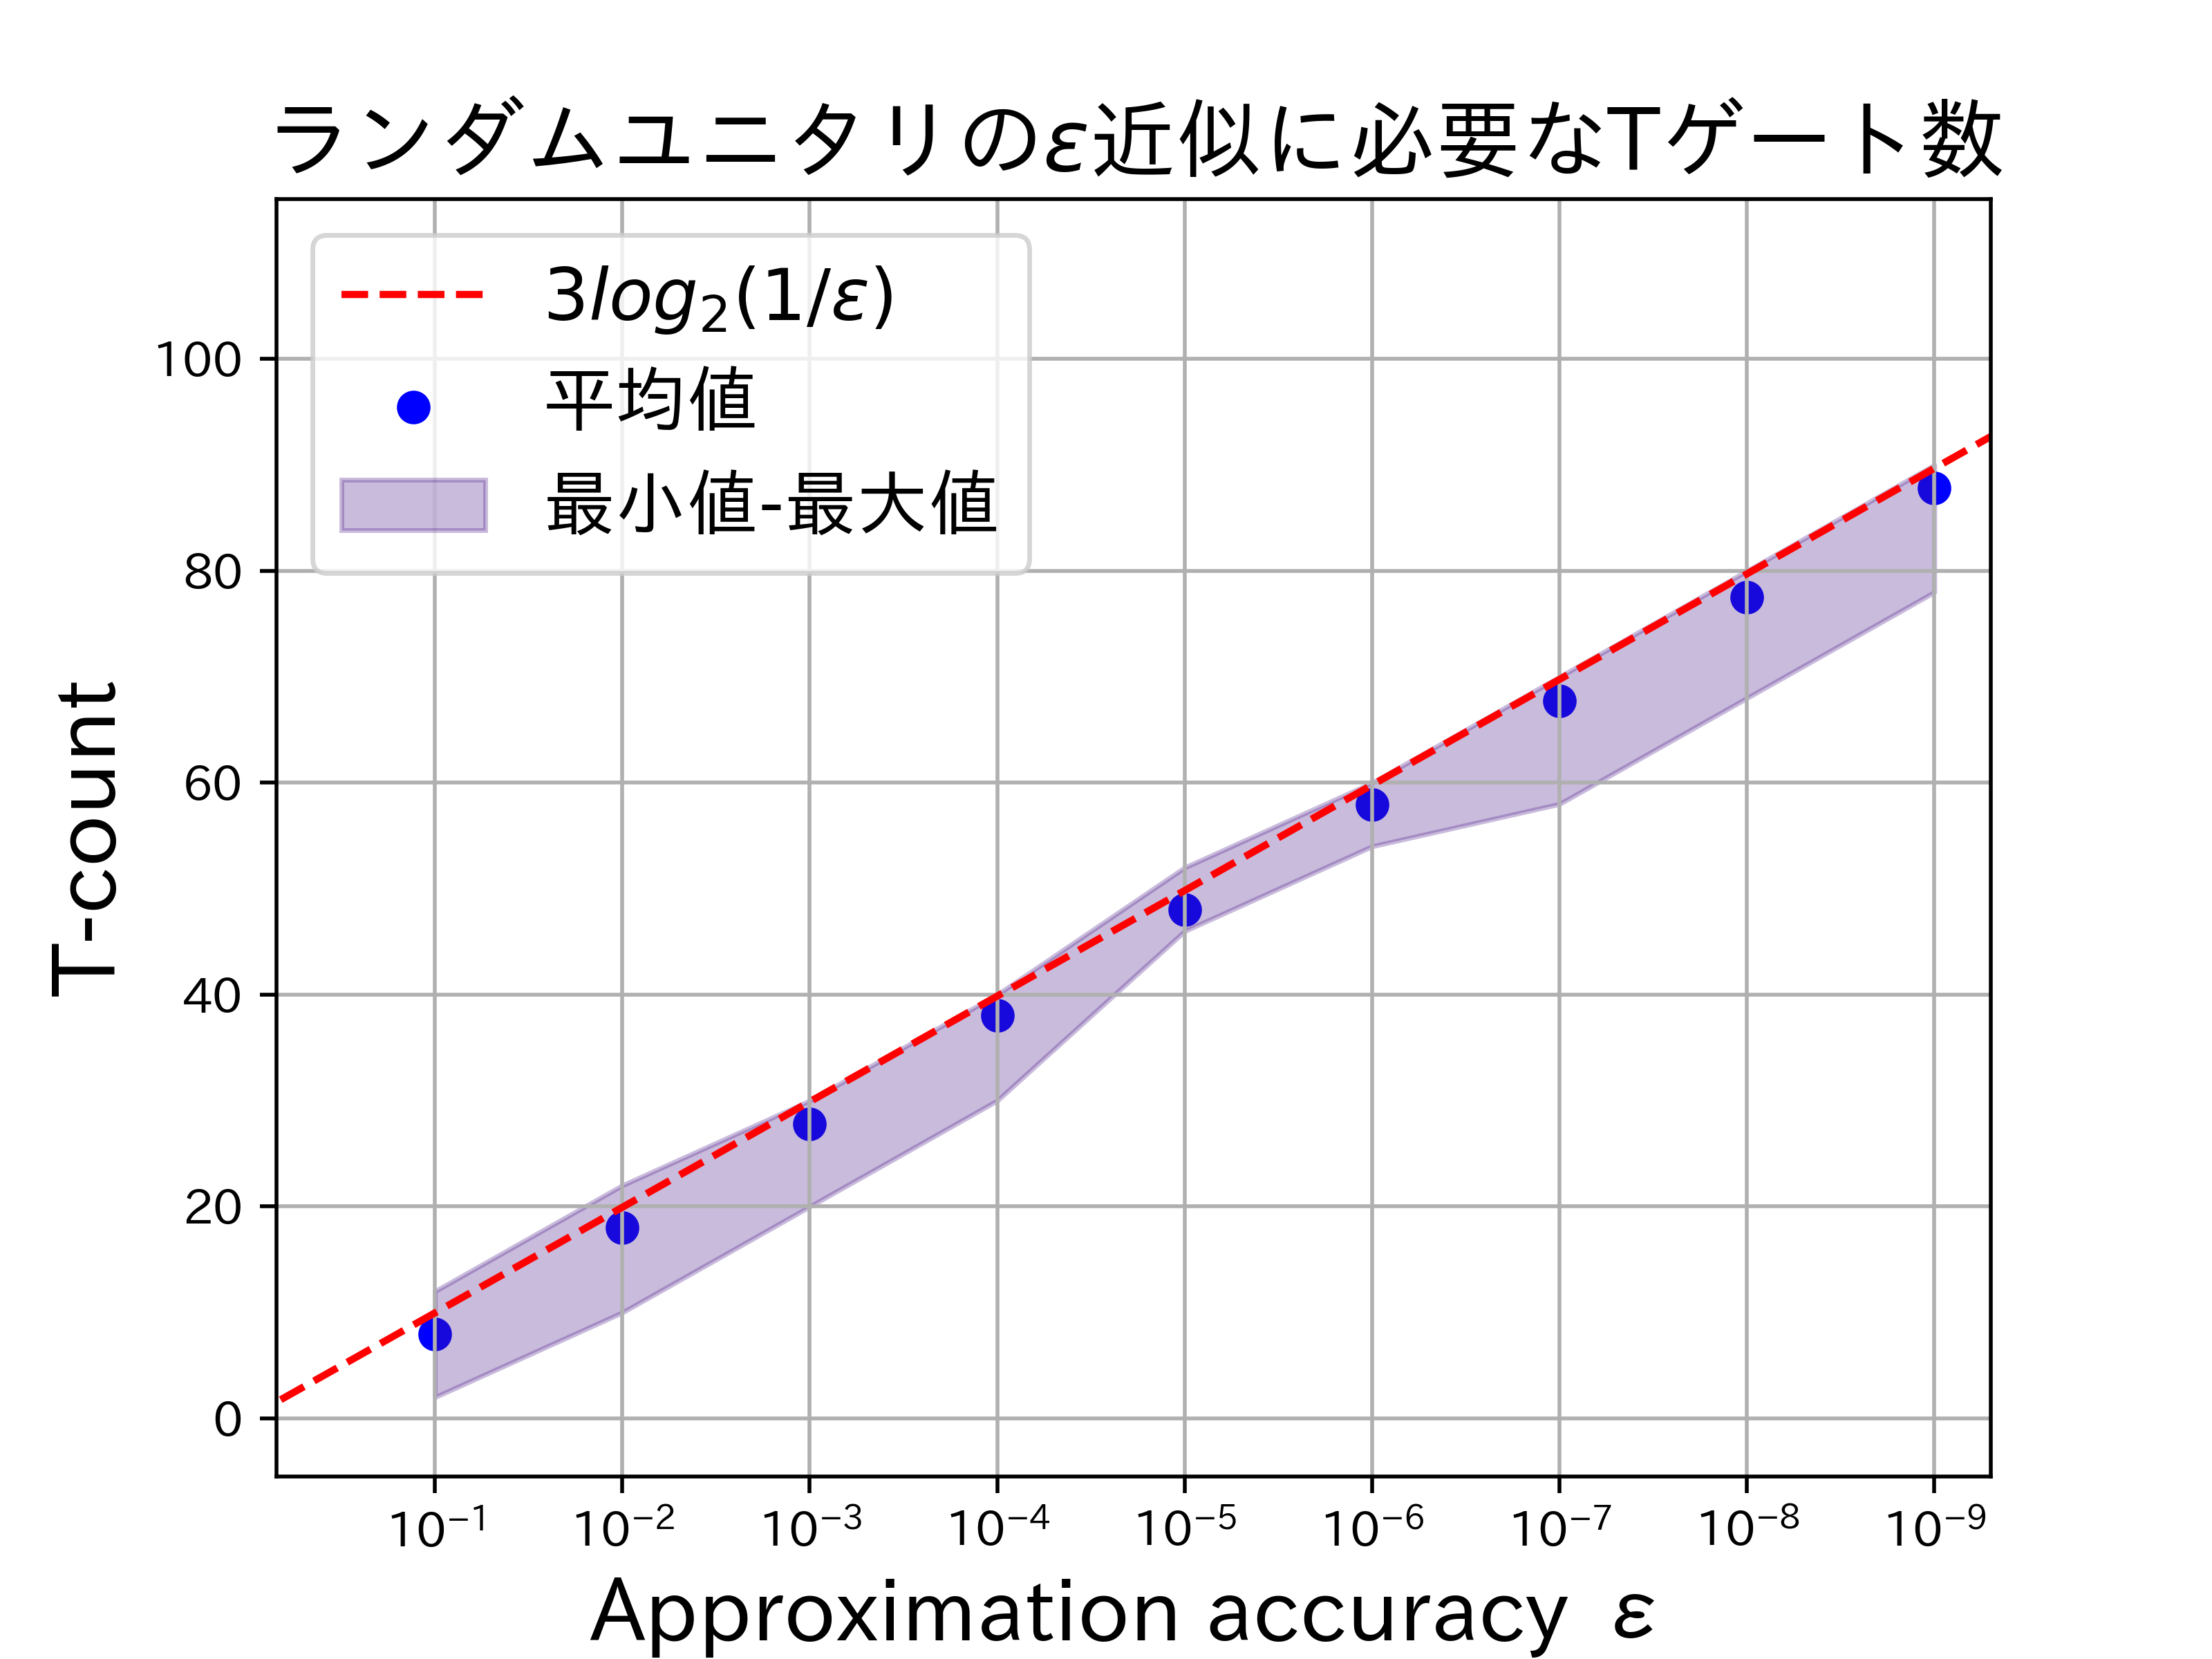 ランダムユニタリのε近似に必要なTゲート数
3log₂(1/ε)
平均値
最小値-最大値
100
80
60
40
20
0
T-count
10⁻¹ 10⁻² 10⁻³ 10⁻⁴ 10⁻⁵ 10⁻⁶ 10⁻⁷ 10⁻⁸ 10⁻⁹
Approximation accuracy ε